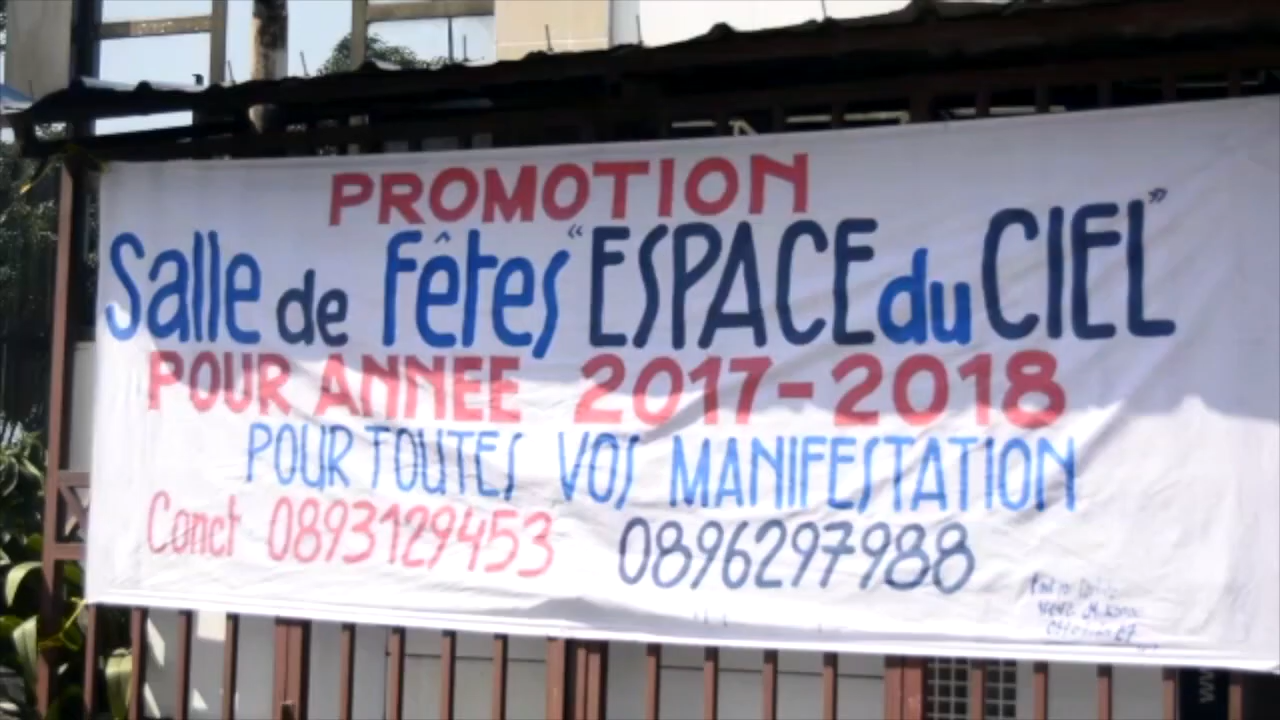 PROMOTION
Salle de fêtes "ESPACE du CIEL"
POUR ANNEE 2017-2018
POUR TOUTES VOS MANIFESTATION
Conct 0893129453 0896297988